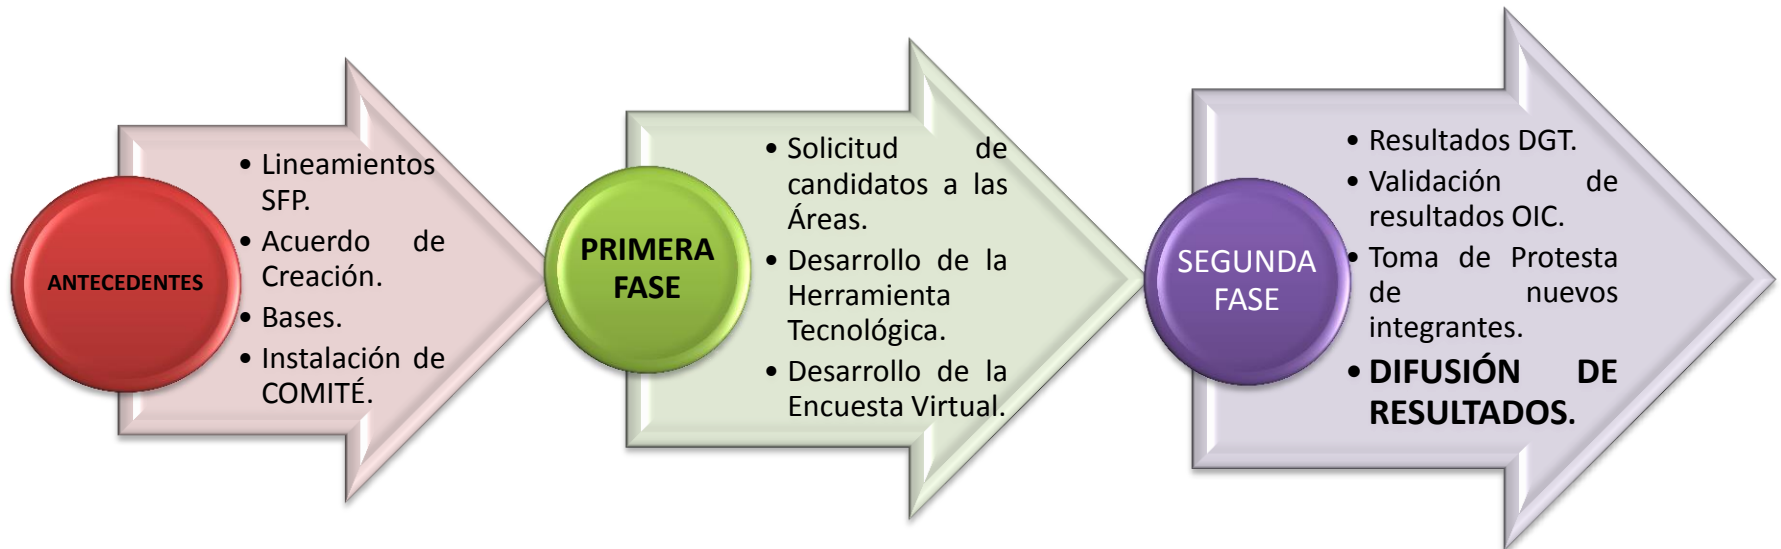 ANTECEDENTES
• Lineamientos
SFP.
• Acuerdo de
Creación.
• Bases.
• Instalación de
COMITÉ.
PRIMERA
FASE
• Solicitud de
candidatos a las
Áreas.
• Desarrollo de la
Herramienta
Tecnológica.
• Desarrollo de la
Encuesta Virtual.
SEGUNDA
FASE
• Resultados DGT.
• Validación de
resultados OIC.
• Toma de Protesta
de nuevos
integrantes.
• DIFUSIÓN DE
RESULTADOS.